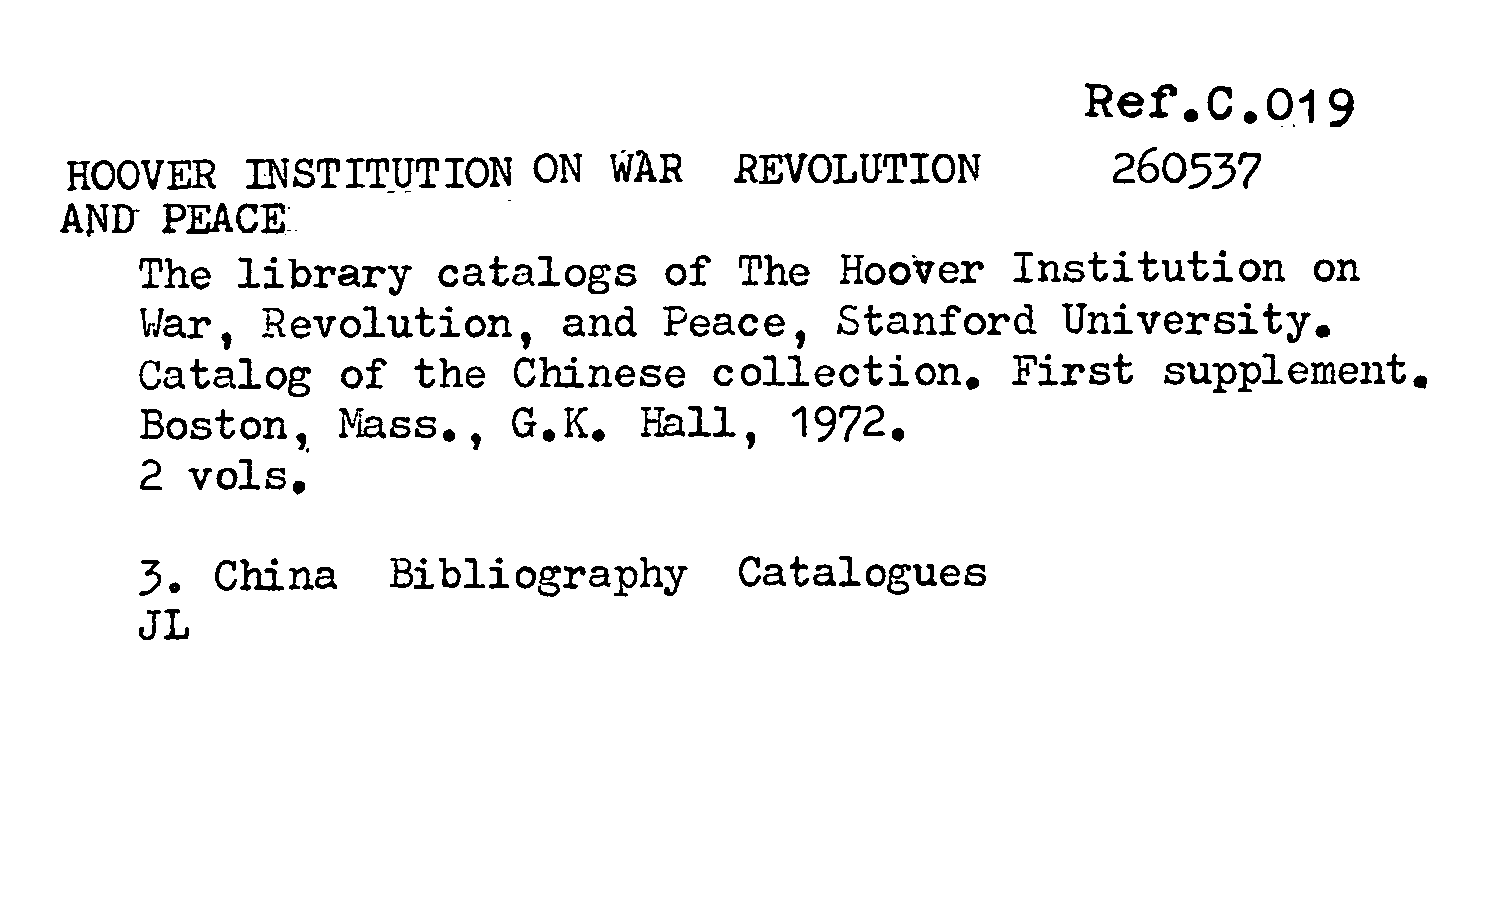 Ref.C.019
HOOVER INSTITUTION ON WAR REVOLUTION 260537
AND PEACE
The library catalogs of The Hoover Institution on
War, Revolution, and Peace, Stanford University.
Catalog of the Chinese collection. First supplement.
Boston, Mass., G.K. Hall, 1972.
2 vols.
3. China Bibliography Catalogues
JL